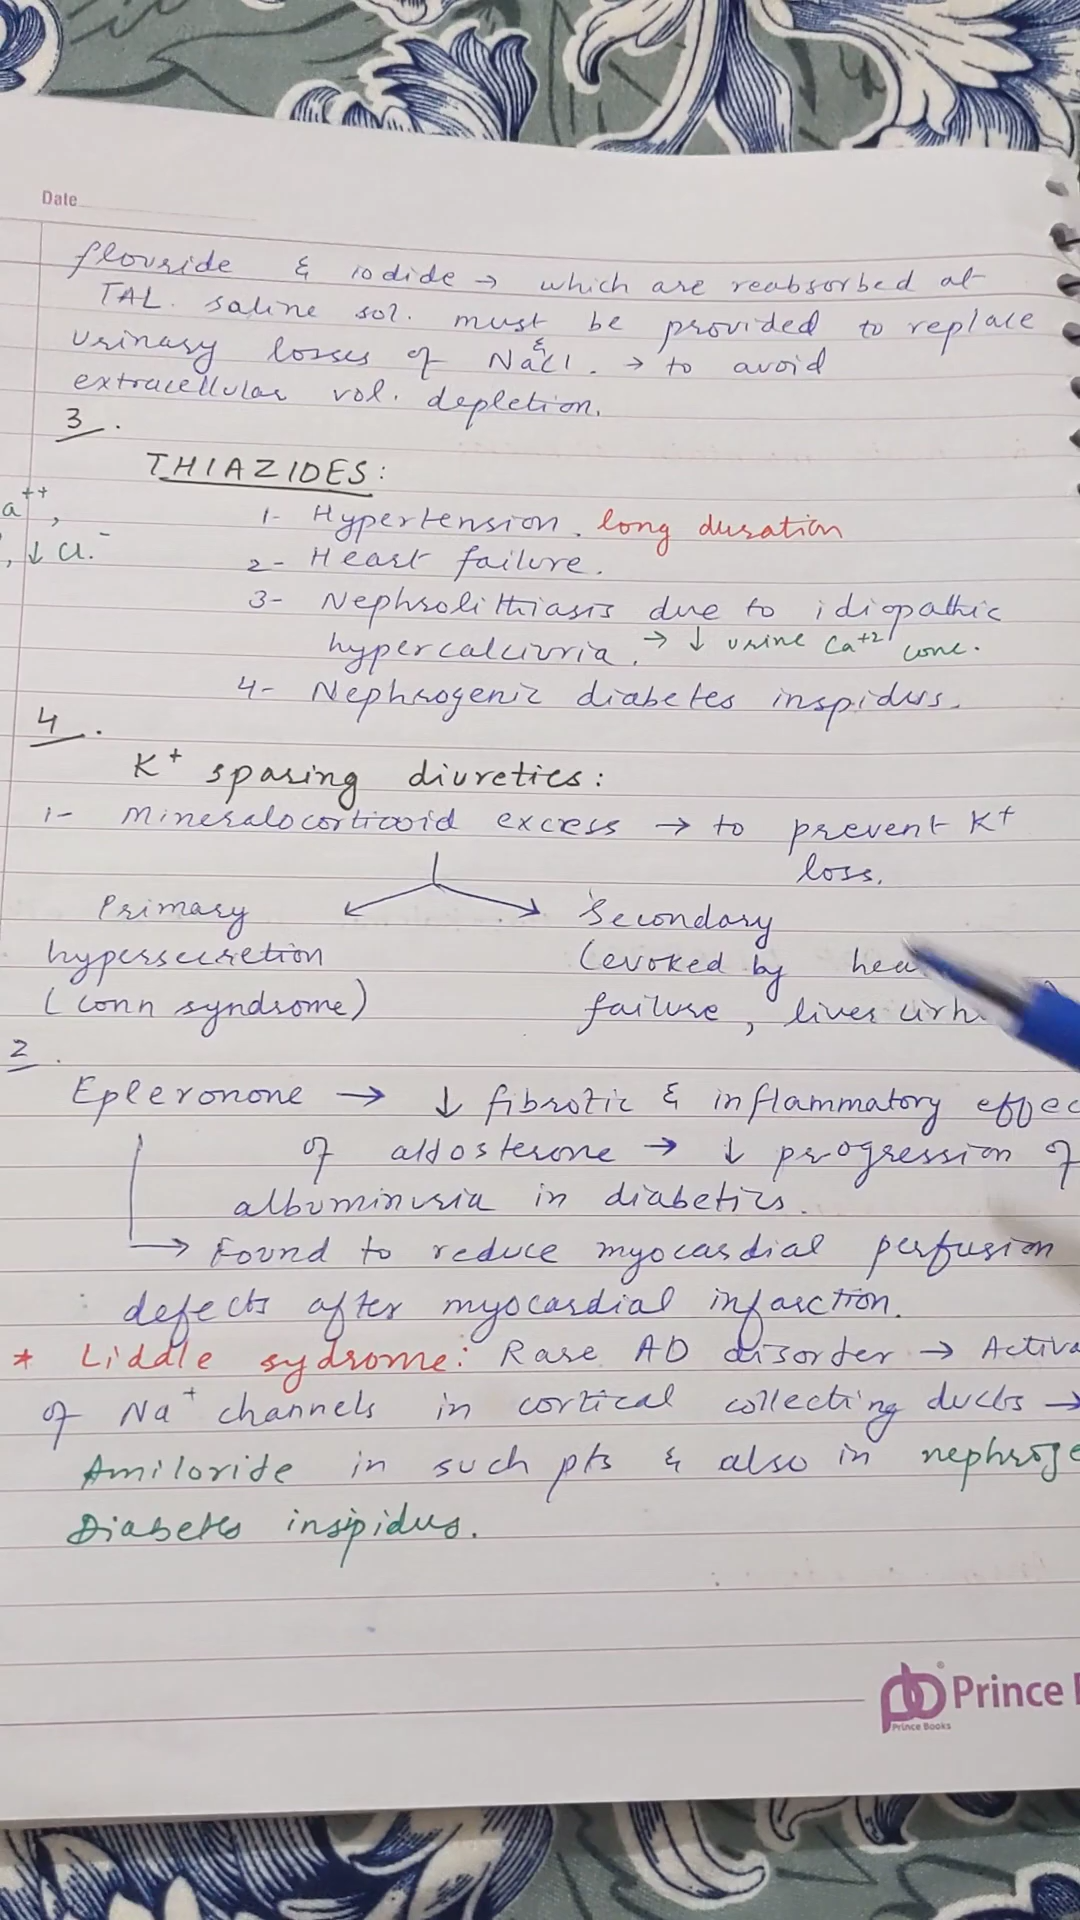 Date
flouride & iodide → which are reabsorbed at
TAL. saline sol. must be provided to replace
urinary losses of NaCl. & → to avoid
extracellular vol. depletion.
3.
THIAZIDES:
a++,
, ↓ Cl.-
1- Hypertension. long duration
2- Heart failure.
3- Nephrolithiasis due to idiopathic
hypercalciuria. → ↓ urine Ca+2 conc.
4- Nephrogenic diabetes inspidus.
4.
K+ sparing diuretics:
1- Mineralocorticoid excess → to prevent K+
loss.
Primary
hypersecretion
(conn syndrome)
Secondary
(evoked by
failure, liver
2.
Epleronone → ↓ fibrotic & inflammatory effec
of aldosterone → ↓ progression of
albuminuria in diabetics.
→ Found to reduce myocardial perfusion
defects after myocardial infarction.
* Liddle sydrome: Rare AD disorder → Activa
of Na+ channels in cortical collecting ducts →
Amiloride in such pts & also in nephroge
Diabetes insipidus.
pb Prince
Prince Books